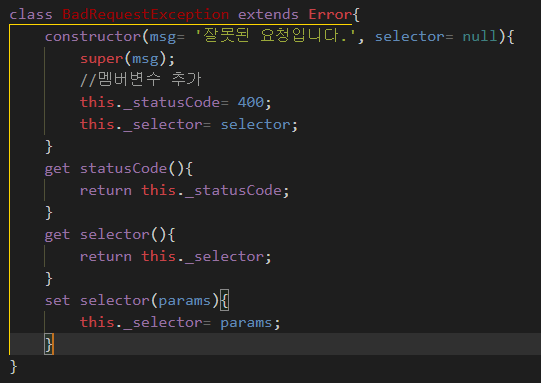 class BadRequestException extends Error{
    constructor(msg= '잘못된 요청입니다.', selector= null){
        super(msg);
        //멤버변수 추가
        this._statusCode= 400;
        this._selector= selector;
    }
    get statusCode(){
        return this._statusCode;
    }
    get selector(){
        return this._selector;
    }
    set selector(params){
        this._selector= params;
    }
}